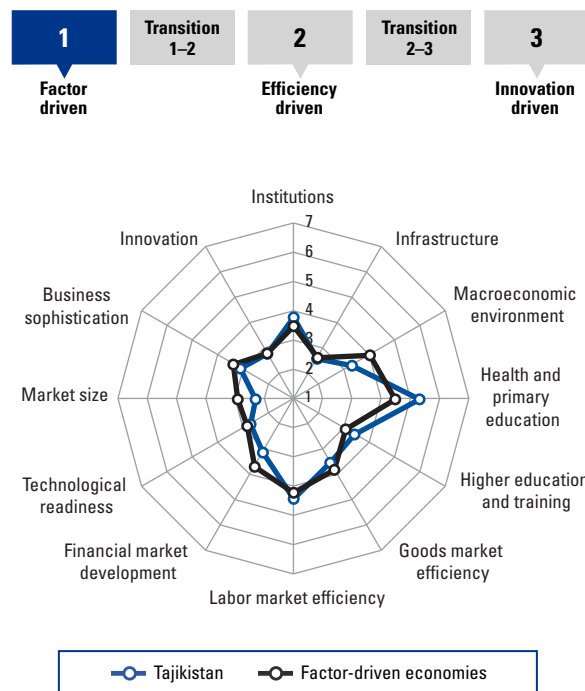 1
Transition
1–2
2
Transition
2–3
3
Factor
driven
Efficiency
driven
Innovation
driven
Institutions
7
Innovation
6
Infrastructure
5
Business
sophistication
4
Macroeconomic
environment
3
2
Market size
1
Health and
primary
education
Technological
readiness
Higher education
and training
Financial market
development
Goods market
efficiency
Labor market efficiency
Tajikistan
Factor-driven economies